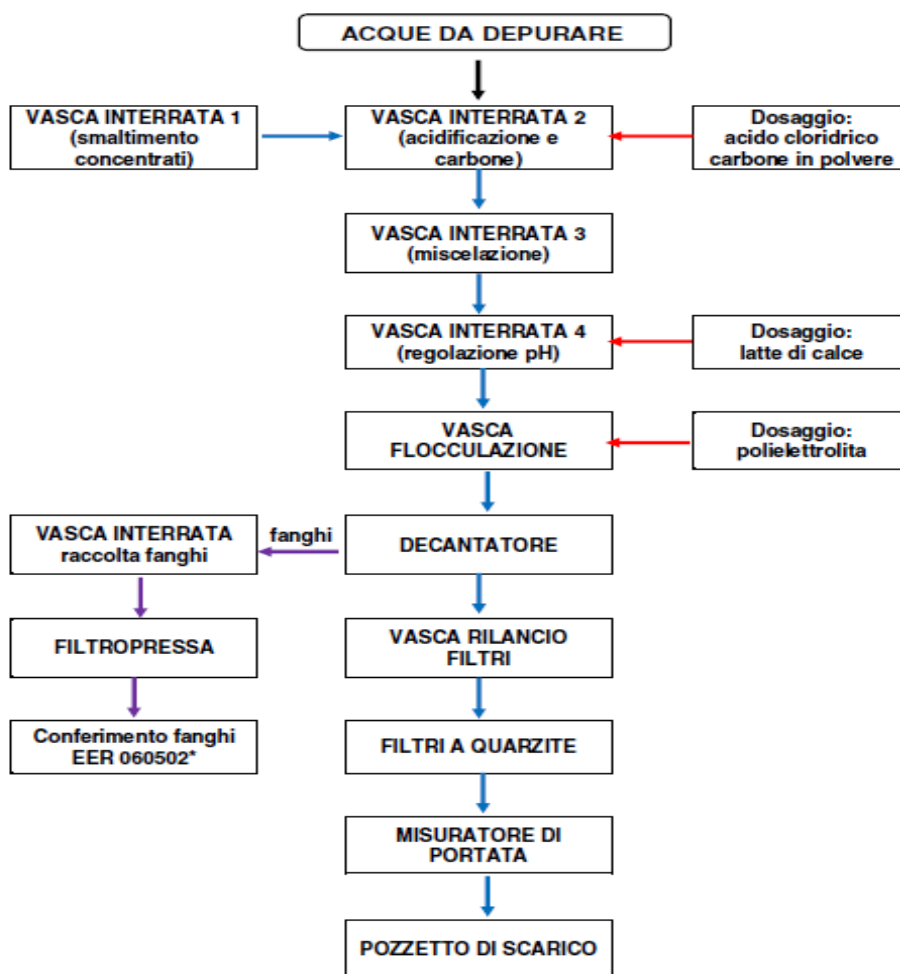 ACQUE DA DEPURARE
VASCA INTERRATA 1
(smaltimento
concentrati)
VASCA INTERRATA 2
(acidificazione e
carbone)
Dosaggio:
acido cloridrico
carbone in polvere
VASCA INTERRATA 3
(miscelazione)
VASCA INTERRATA 4
(regolazione pH)
Dosaggio:
latte di calce
VASCA
FLOCCULAZIONE
Dosaggio:
polielettrolita
VASCA INTERRATA
raccolta fanghi
fanghi
DECANTATORE
FILTROPRESSA
VASCA RILANCIO
FILTRI
Conferimento fanghi
EER 060502*
FILTRI A QUARZITE
MISURATORE DI
PORTATA
POZZETTO DI SCARICO